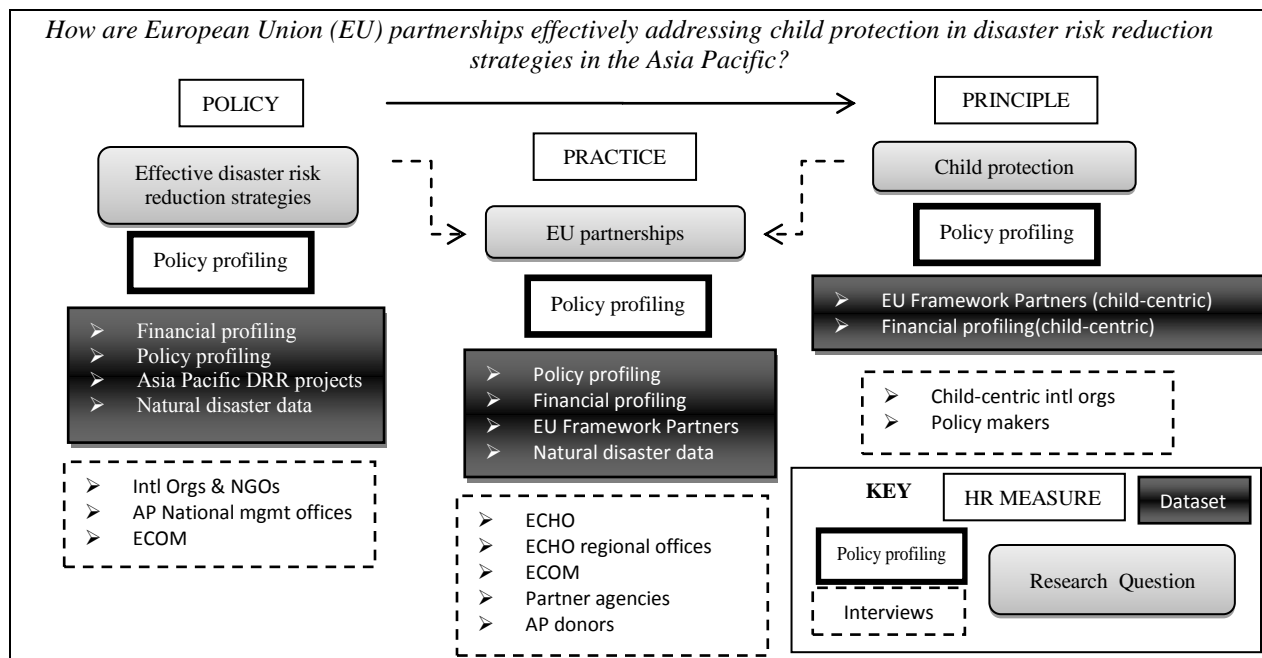 How are European Union (EU) partnerships effectively addressing child protection in disaster risk reduction
strategies in the Asia Pacific?
POLICY
Effective disaster risk
reduction strategies
Policy profiling
➢ Financial profiling
➢ Policy profiling
➢ Asia Pacific DRR projects
➢ Natural disaster data
➢ Intl Orgs & NGOs
➢ AP National mgmt offices
➢ ECOM
PRACTICE
EU partnerships
Policy profiling
➢ Policy profiling
➢ Financial profiling
➢ EU Framework Partners
➢ Natural disaster data
➢ ECHO
➢ ECHO regional offices
➢ ECOM
➢ Partner agencies
➢ AP donors
PRINCIPLE
Child protection
Policy profiling
➢ EU Framework Partners (child-centric)
➢ Financial profiling(child-centric)
➢ Child-centric intl orgs
➢ Policy makers
KEY
HR MEASURE
Dataset
Policy profiling
Research Question
Interviews